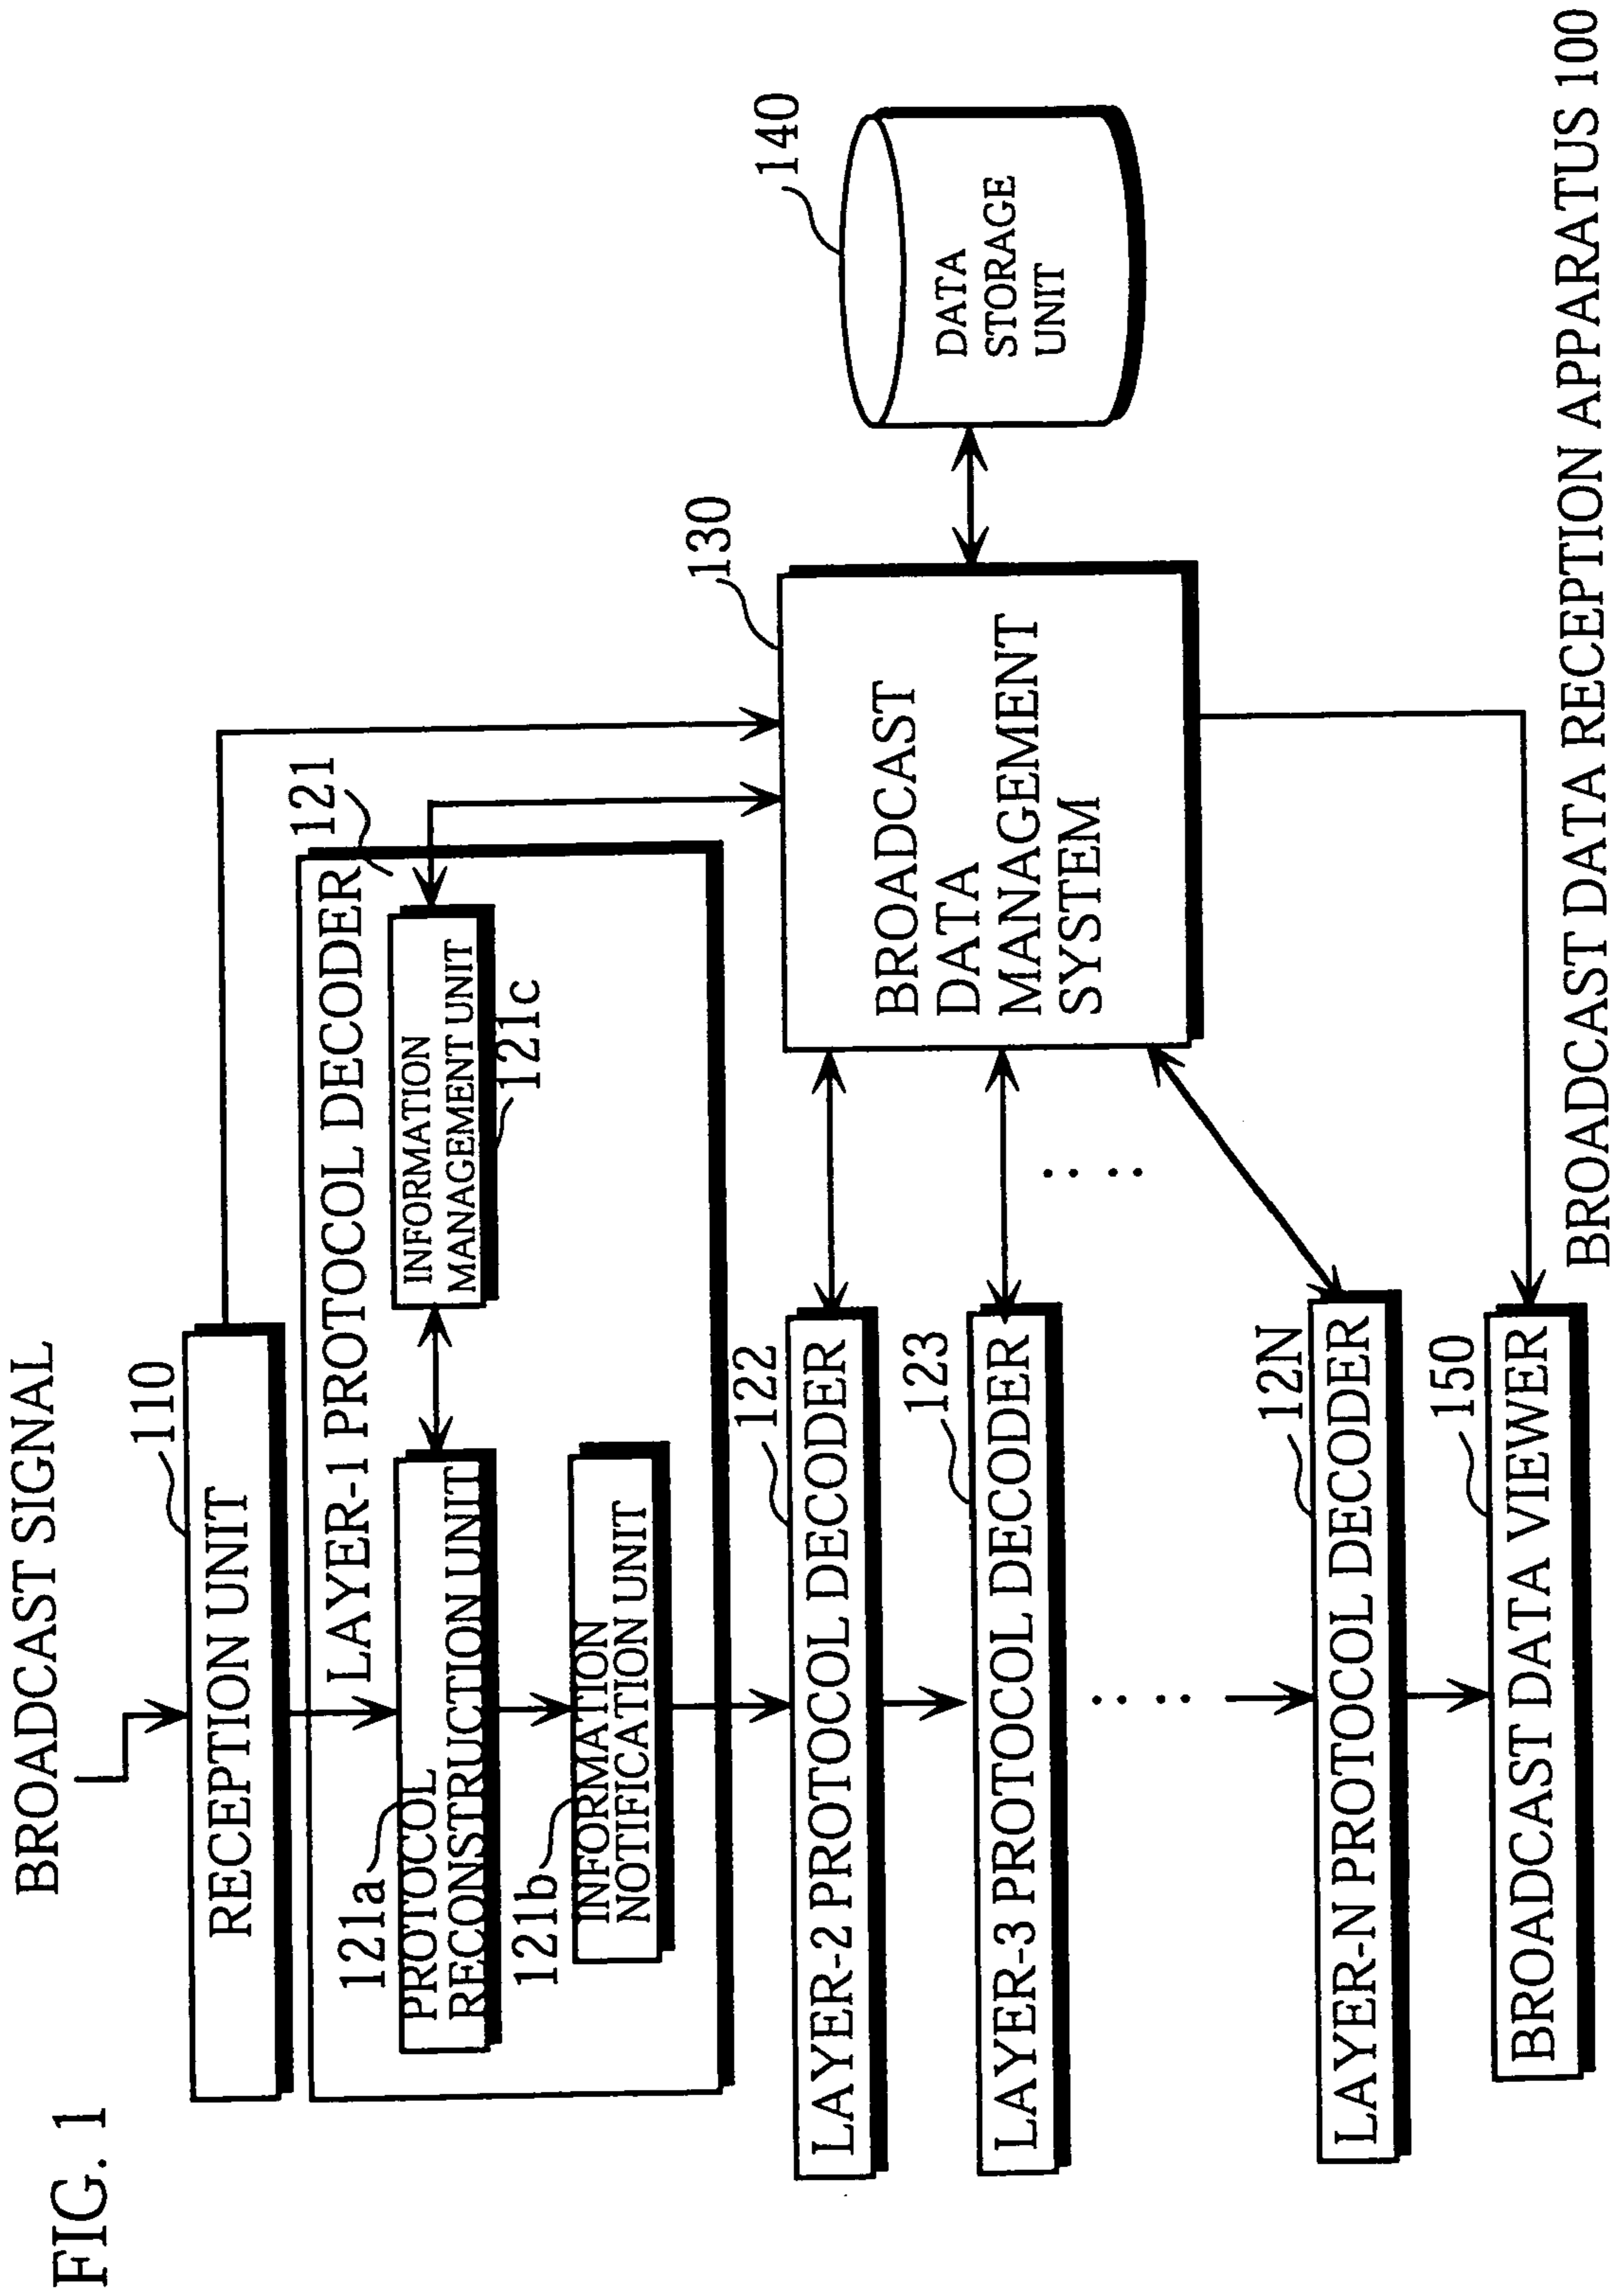 FIG. 1
BROADCAST SIGNAL
110
RECEPTION UNIT
121
LAYER-1 PROTOCOL DECODER
121a
PROTOCOL
RECONSTRUCTION UNIT
INFORMATION
MANAGEMENT UNIT
121c
121b
INFORMATION
NOTIFICATION UNIT
122
LAYER-2 PROTOCOL DECODER
123
LAYER-3 PROTOCOL DECODER
12N
LAYER-N PROTOCOL DECODER
150
BROADCAST DATA VIEWER
130
BROADCAST
DATA
MANAGEMENT
SYSTEM
140
DATA
STORAGE
UNIT
BROADCAST DATA RECEPTION APPARATUS 100